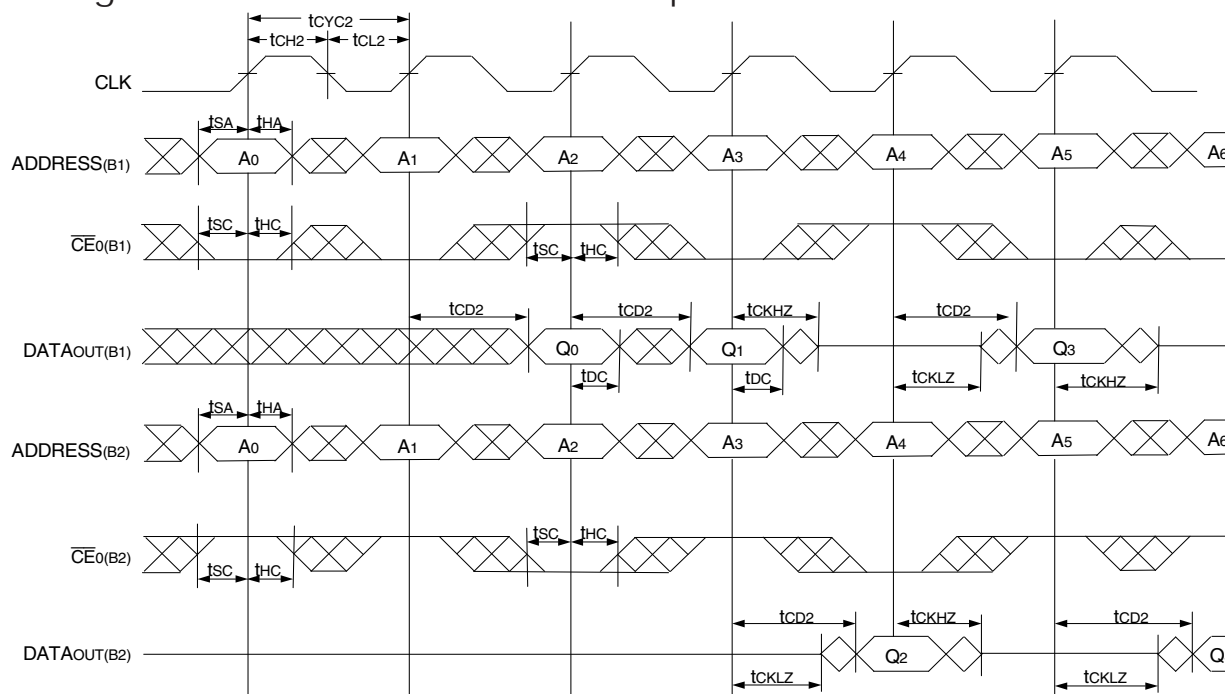 tCYC2
tCH2 tCL2
CLK
tSA tHA
ADDRESS(B1) A0 A1 A2 A3 A4 A5 A6
tSC tHC
CE0(B1)
tSC tHC
tCD2 tCD2 tCKHZ tCD2
DATAOUT(B1) Q0 Q1 Q3
tDC tDC tCKLZ tCKHZ
tSA tHA
ADDRESS(B2) A0 A1 A2 A3 A4 A5 A6
tSC tHC
CE0(B2)
tSC tHC
tCD2 tCKHZ tCD2
DATAOUT(B2) Q2 Q
tCKLZ tCKLZ